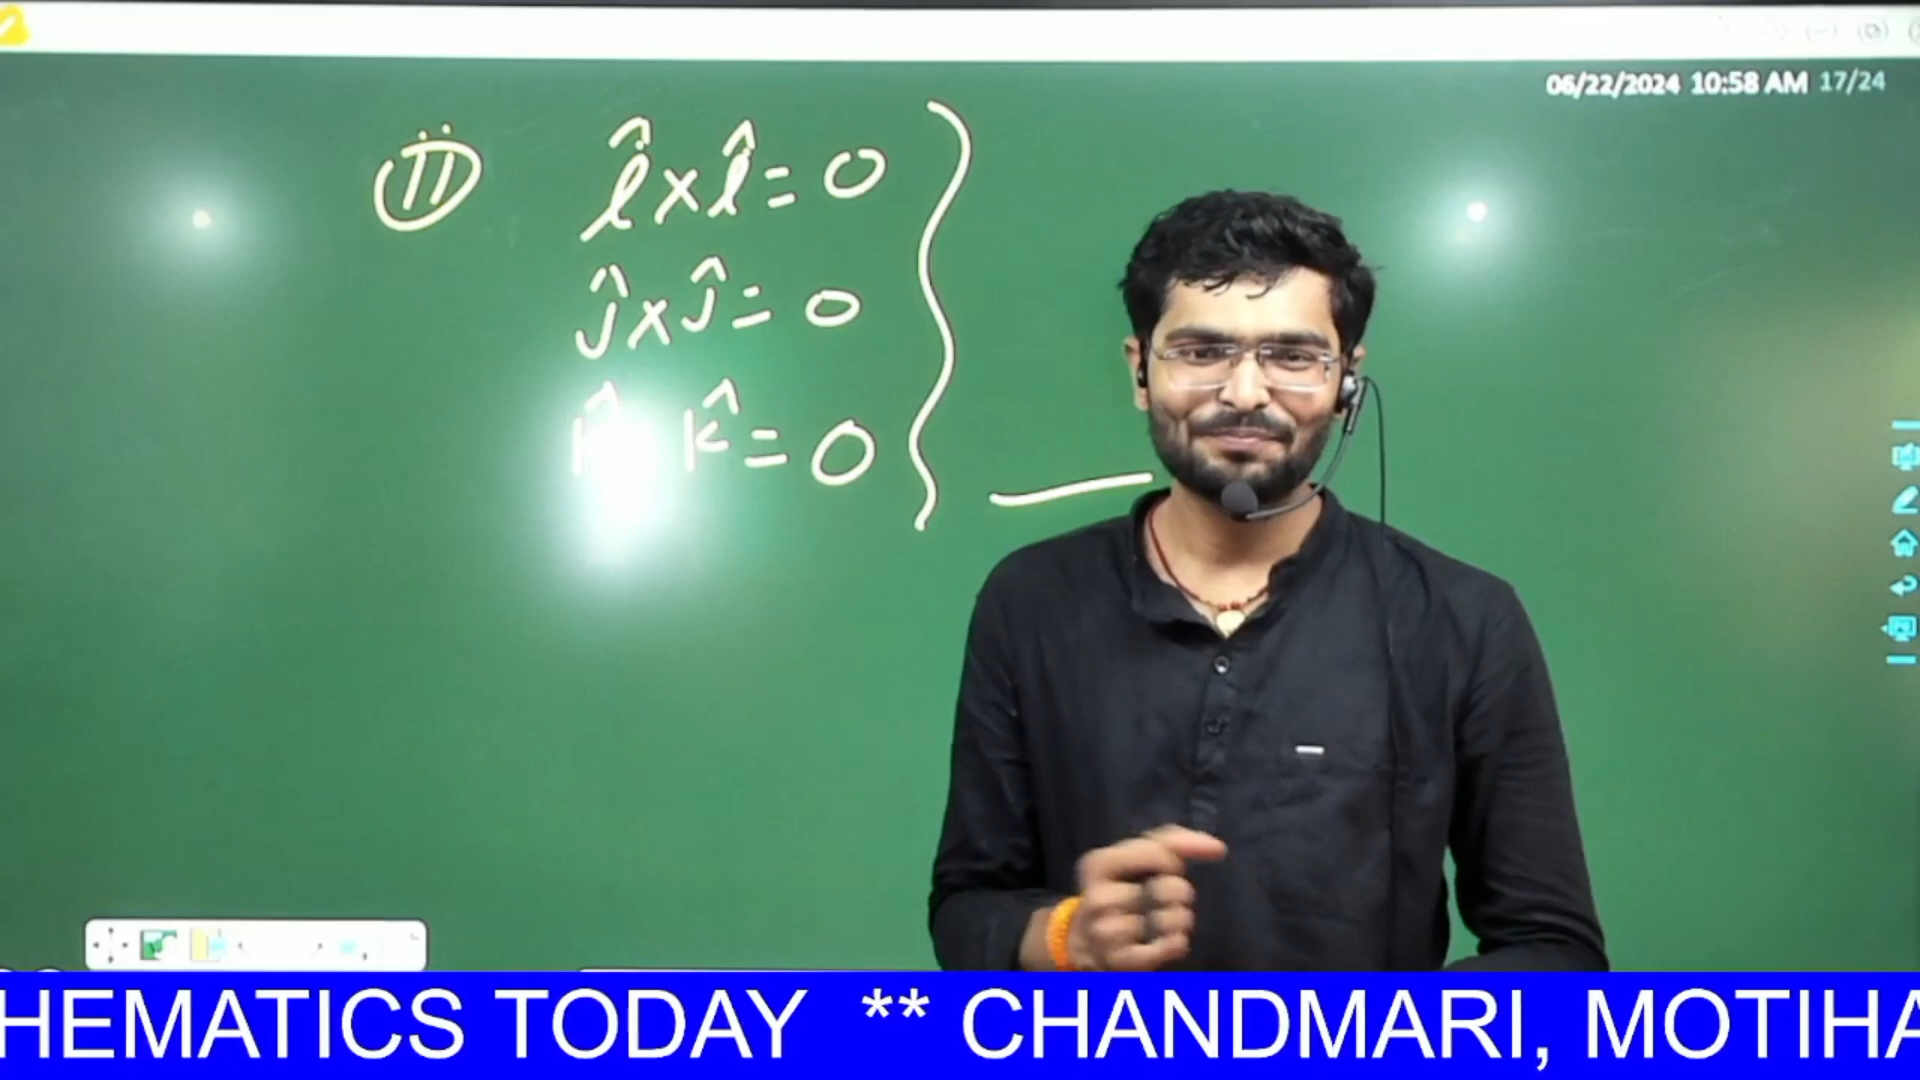 06/22/2024 10:58 AM 17/24
ⅱ) î × î = 0
ĵ × ĵ = 0
k̂ k̂ = 0
HEMATICS TODAY ** CHANDMARI, MOTIHA